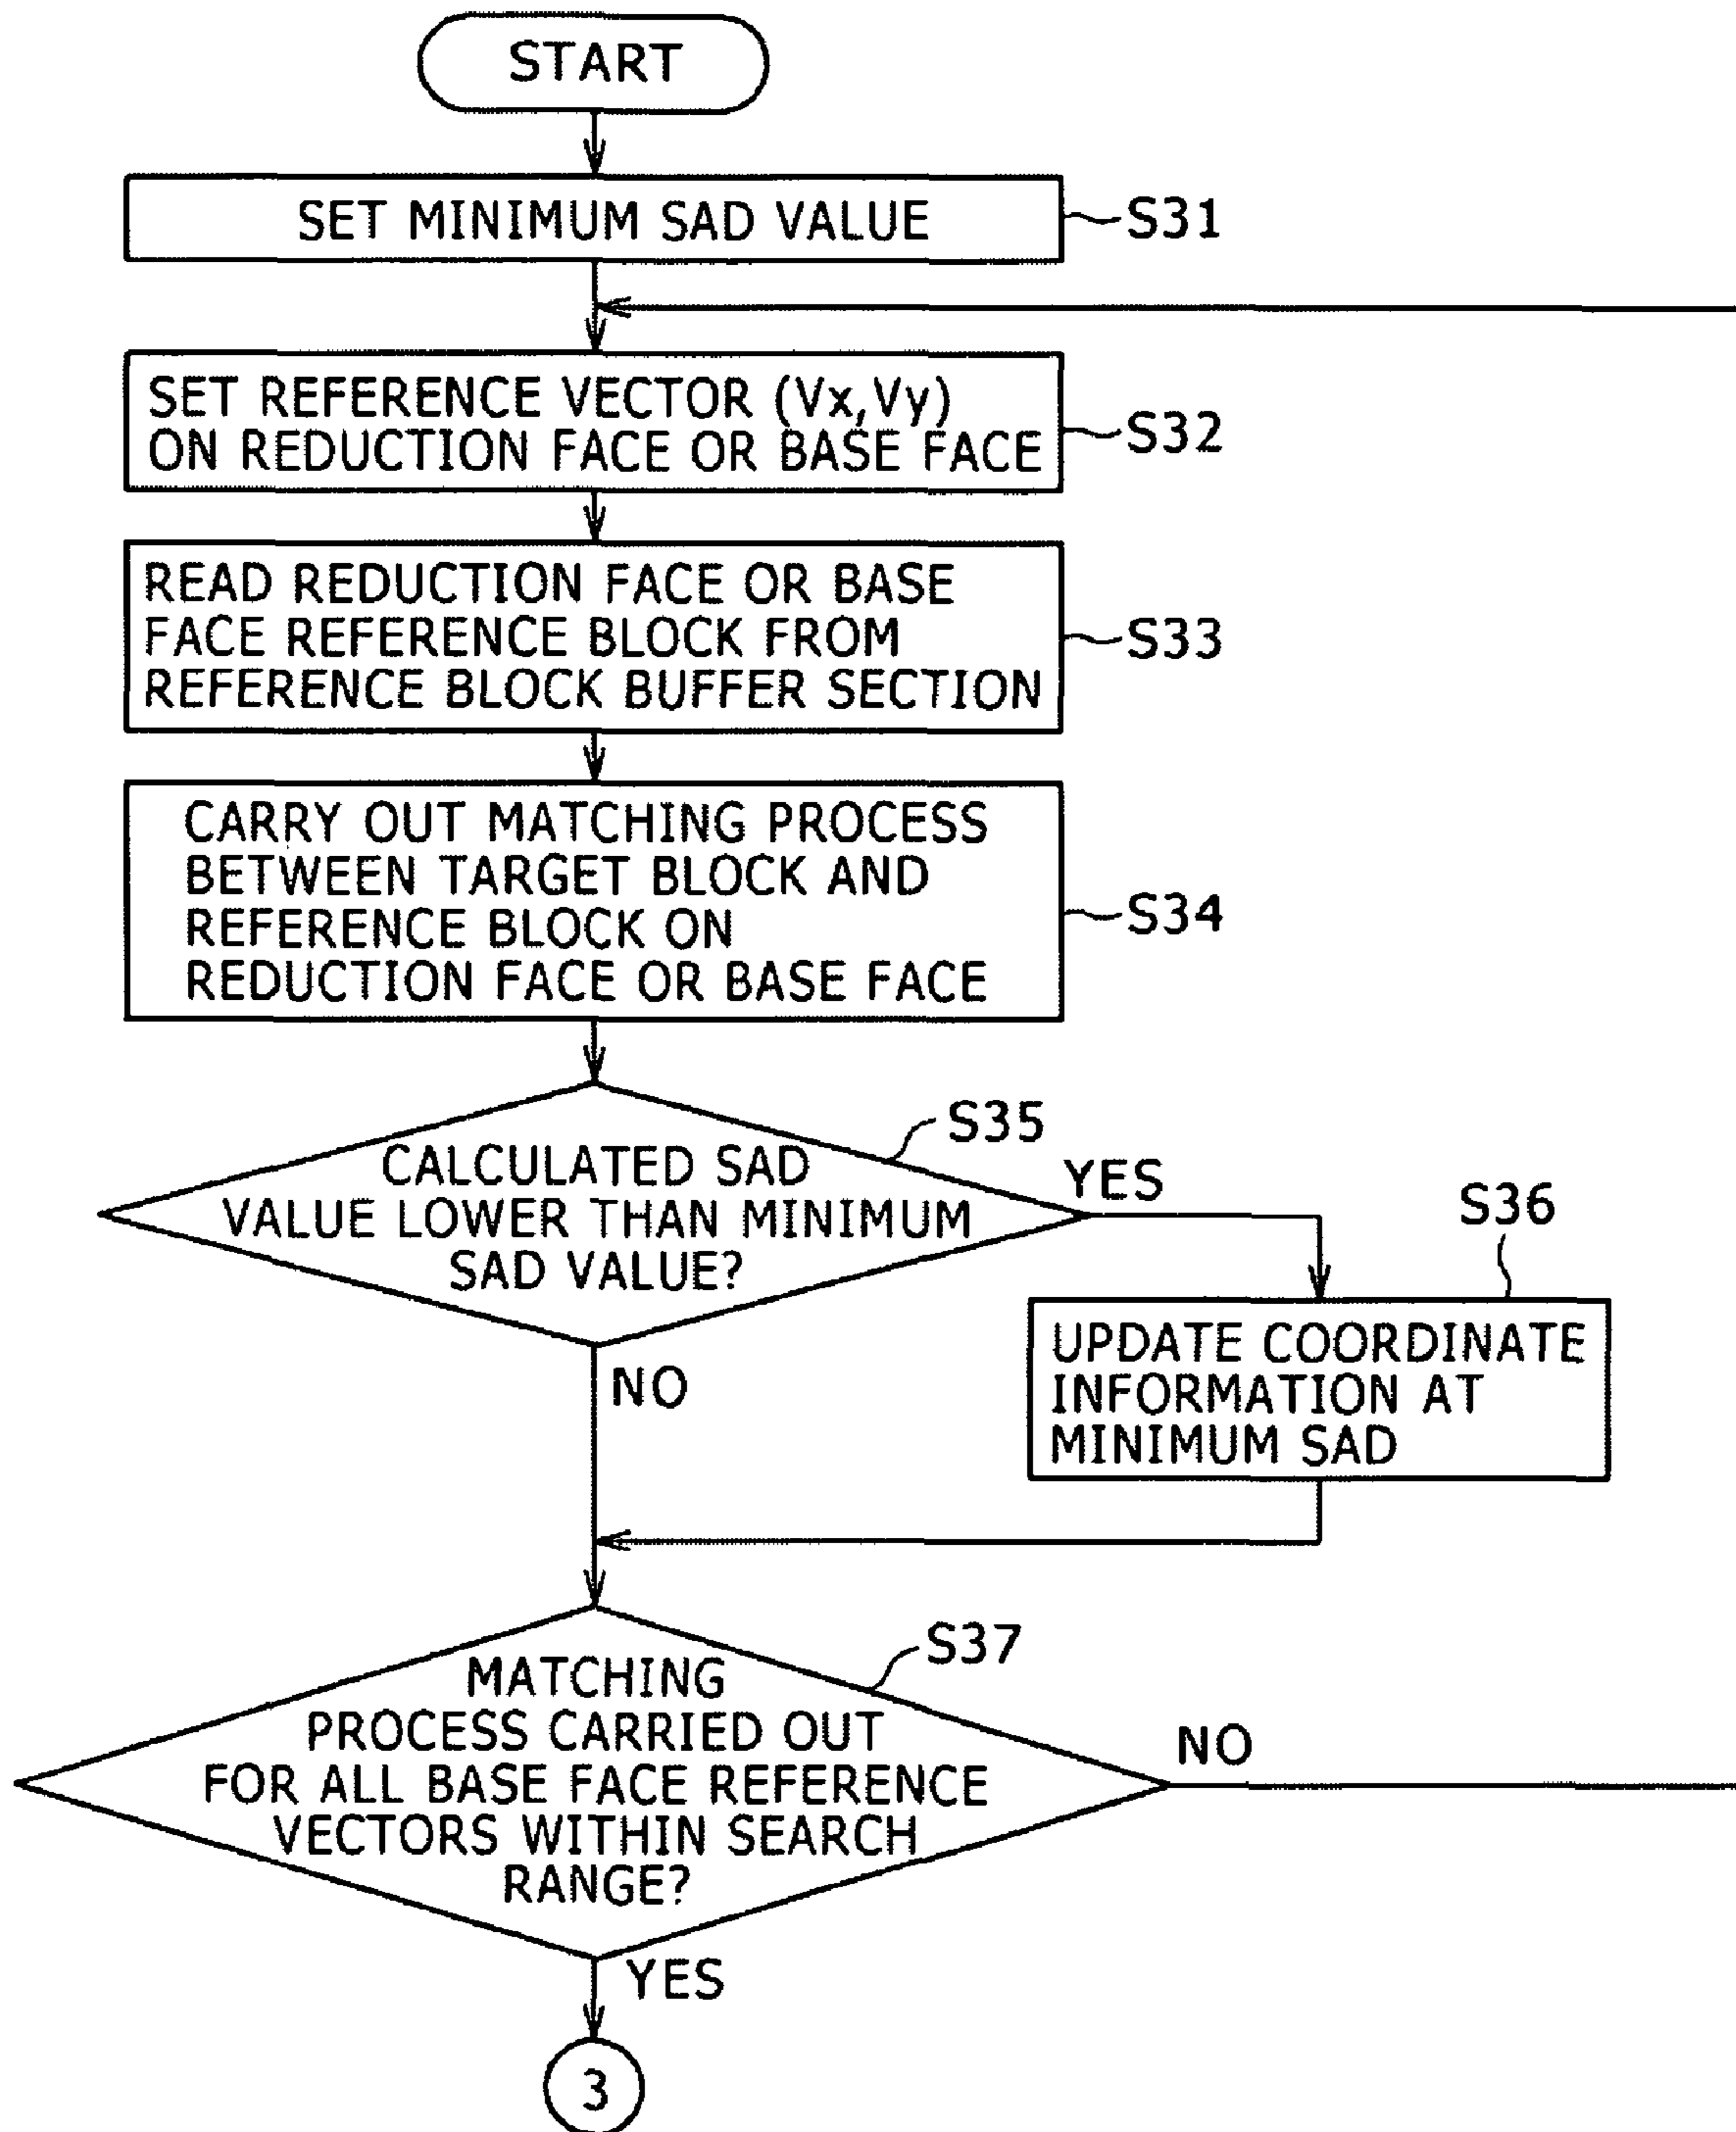 START
SET MINIMUM SAD VALUE
S31
SET REFERENCE VECTOR (Vx,Vy)
ON REDUCTION FACE OR BASE FACE
S32
READ REDUCTION FACE OR BASE
FACE REFERENCE BLOCK FROM
REFERENCE BLOCK BUFFER SECTION
S33
CARRY OUT MATCHING PROCESS
BETWEEN TARGET BLOCK AND
REFERENCE BLOCK ON
REDUCTION FACE OR BASE FACE
S34
S35
CALCULATED SAD
VALUE LOWER THAN MINIMUM
SAD VALUE?
YES
NO
S36
UPDATE COORDINATE
INFORMATION AT
MINIMUM SAD
S37
MATCHING
PROCESS CARRIED OUT
FOR ALL BASE FACE REFERENCE
VECTORS WITHIN SEARCH
RANGE?
NO
YES
3